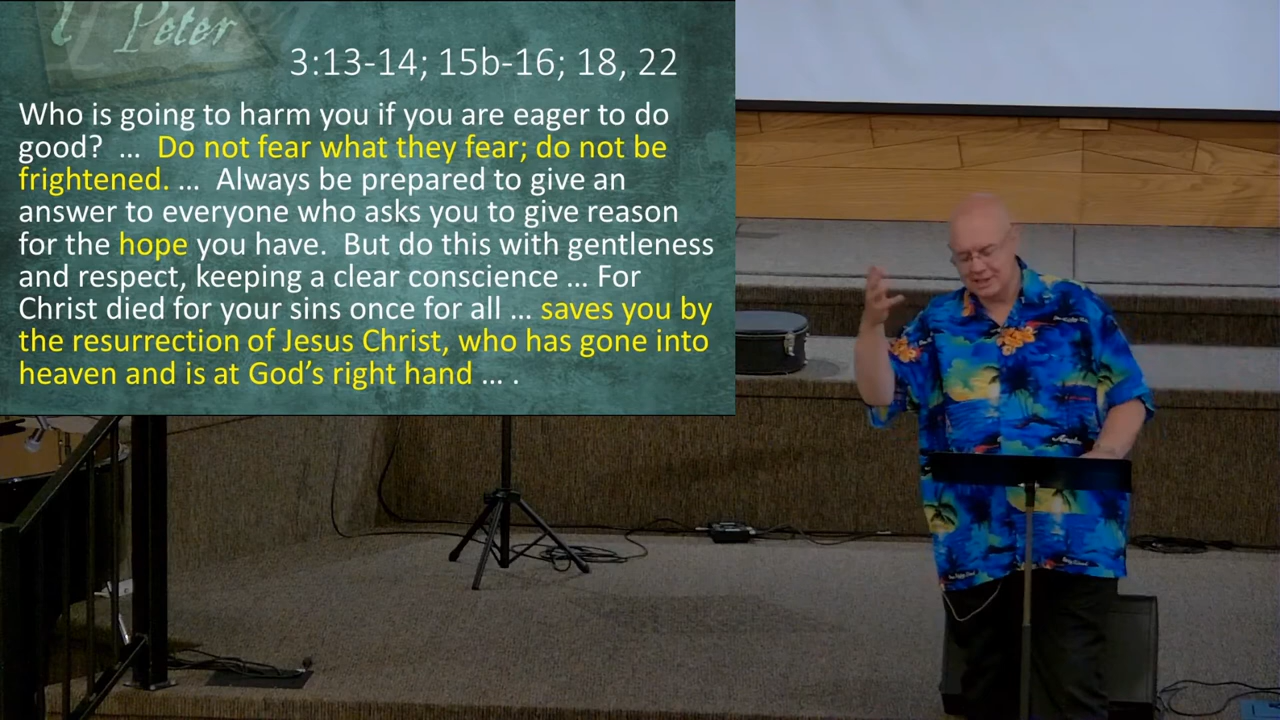 1 Peter
3:13-14; 15b-16; 18, 22
Who is going to harm you if you are eager to do
good? ... Do not fear what they fear; do not be
frightened. ... Always be prepared to give an
answer to everyone who asks you to give reason
for the hope you have. But do this with gentleness
and respect, keeping a clear conscience ... For
Christ died for your sins once for all ... saves you by
the resurrection of Jesus Christ, who has gone into
heaven and is at God's right hand ... .